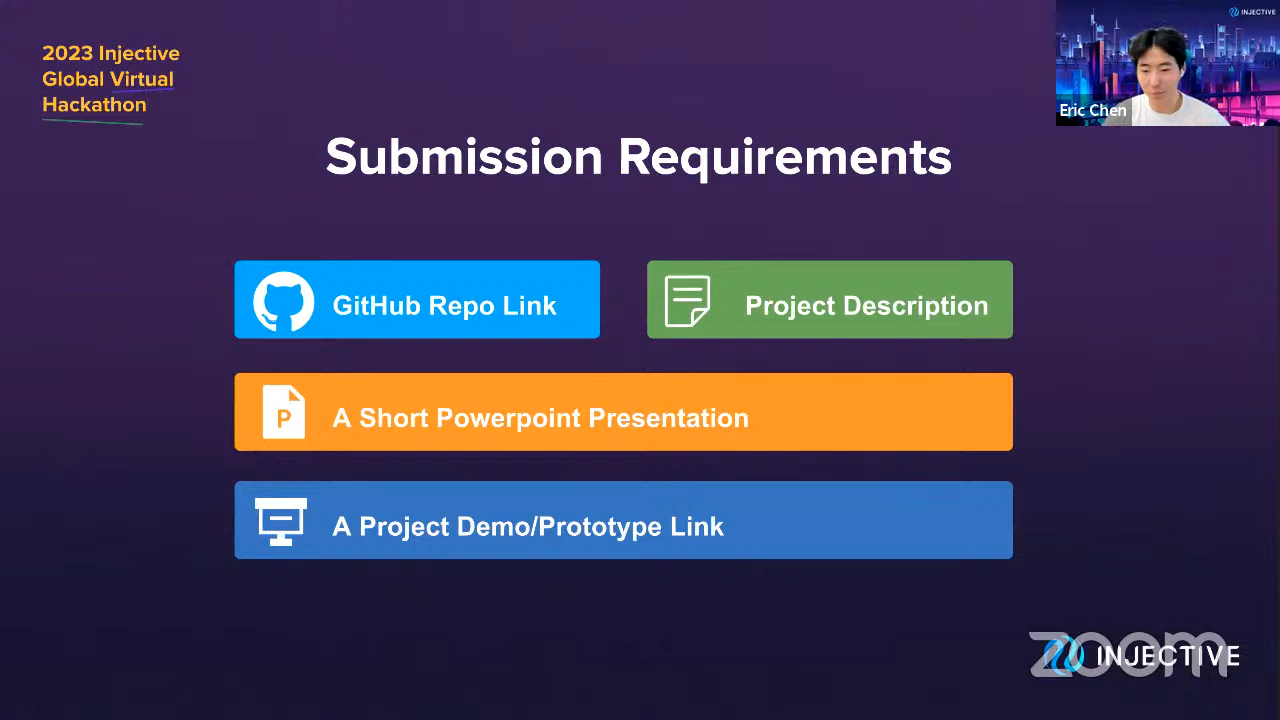 2023 Injective
Global Virtual
Hackathon
INJECTIVE
Eric Chen
Submission Requirements
GitHub Repo Link
Project Description
P
A Short Powerpoint Presentation
A Project Demo/Prototype Link
zoom
INJECTIVE